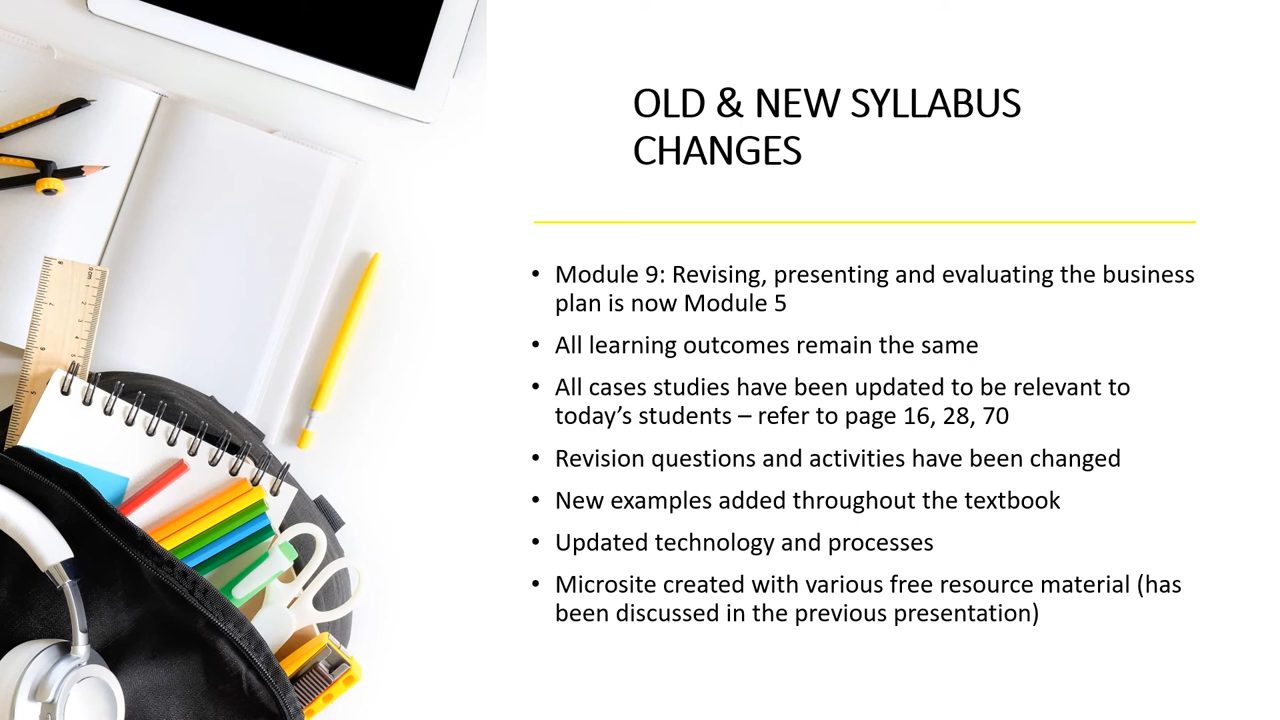 OLD & NEW SYLLABUS
CHANGES
• Module 9: Revising, presenting and evaluating the business
plan is now Module 5
• All learning outcomes remain the same
• All cases studies have been updated to be relevant to
today’s students – refer to page 16, 28, 70
• Revision questions and activities have been changed
• New examples added throughout the textbook
• Updated technology and processes
• Microsite created with various free resource material (has
been discussed in the previous presentation)